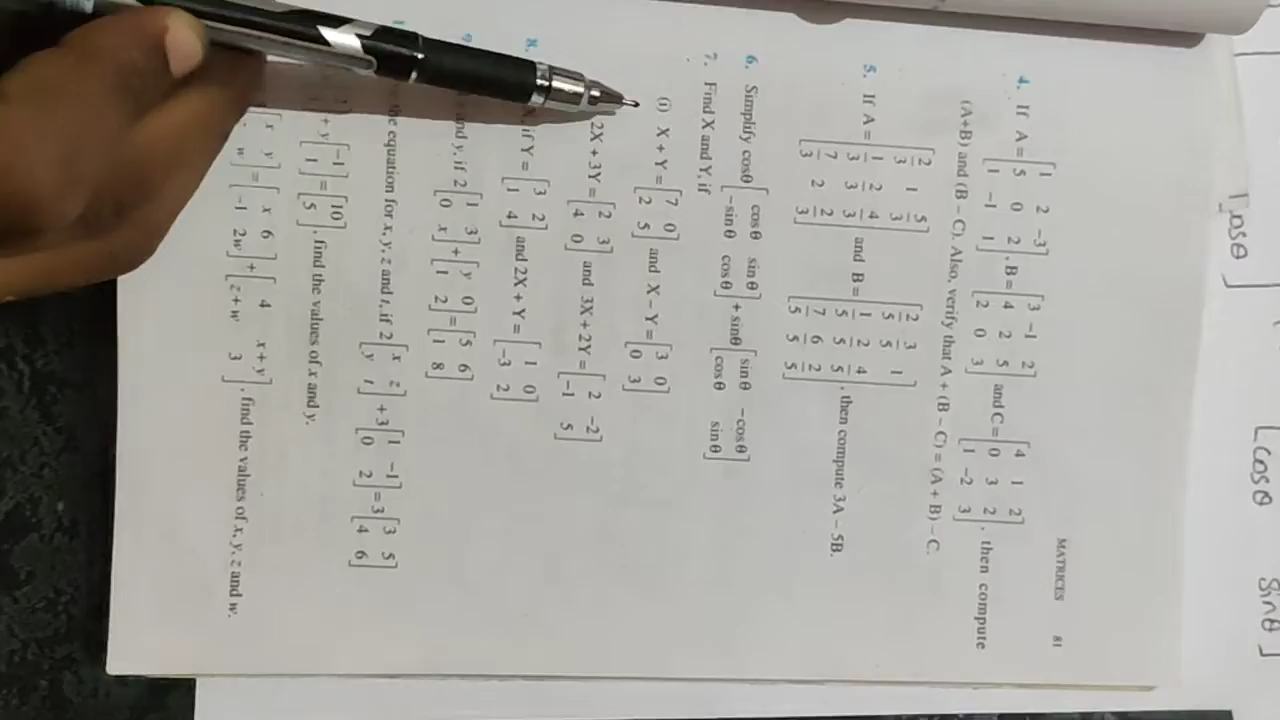 MATRICES 81
4. If A = [1 2 -3; 5 0 2; 1 -1 1], B = [3 -1 2; 4 2 5; 2 0 3] and C = [4 1 2; 0 3 2; 1 -2 3], then compute
(A+B) and (B – C). Also, verify that A + (B – C) = (A + B) – C.
5. If A = [2/3 1 5/3; 1/3 2/3 4/3; 7/3 2 2/3] and B = [2/5 3/5 1; 1/5 2/5 4/5; 7/5 6/5 2/5], then compute 3A – 5B.
6. Simplify cosθ [cosθ sinθ; -sinθ cosθ] + sinθ [sinθ -cosθ; cosθ sinθ]
7. Find X and Y, if
(i) X + Y = [7 0; 2 5] and X – Y = [3 0; 0 3]
2X + 3Y = [2 3; 4 0] and 3X + 2Y = [2 -2; -1 5]
8. if Y = [3 2; 1 4] and 2X + Y = [1 0; -3 2]
9 and y, if 2 [1 3; 0 x] + [y 0; 1 2] = [5 6; 1 8]
the equation for x, y, z and t, if 2 [x z; y t] + 3 [1 -1; 0 2] = 3 [3 5; 4 6]
+ y [-1; 1] = [10; 5], find the values of x and y.
[x y; w] = [x 6; -1 2w] + [4 x+y; z+w 3], find the values of x, y, z and w.
cosθ
[cosθ sinθ]